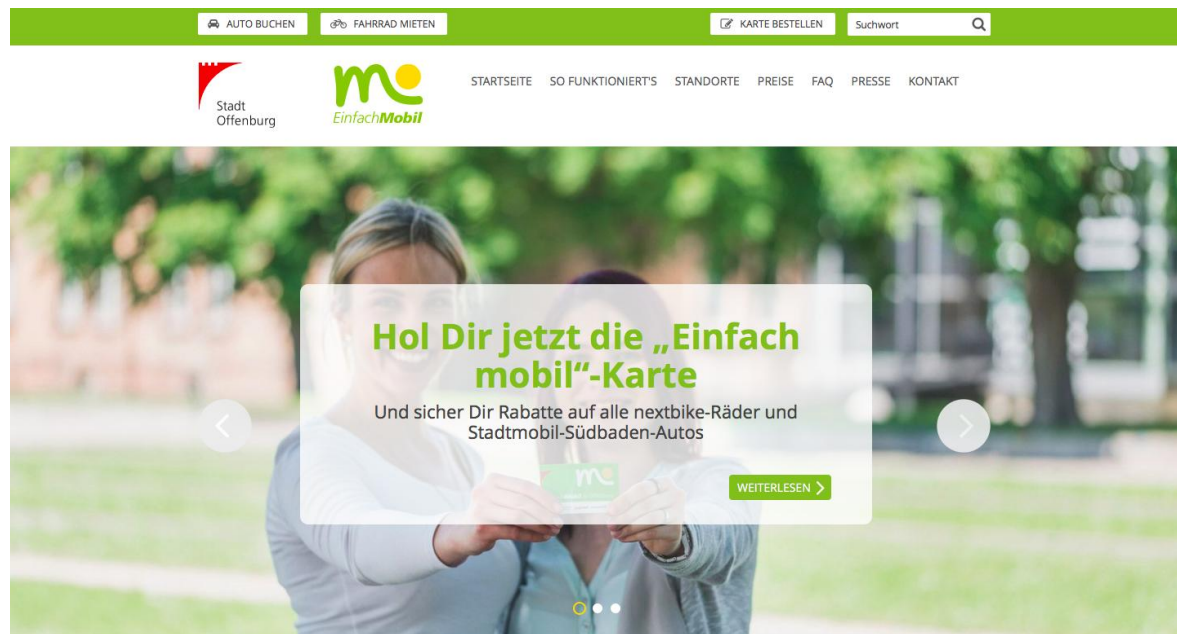 AUTO BUCHEN
FAHRRAD MIETEN
KARTE BESTELLEN
Suchwort
Stadt
Offenburg
EinfachMobil
STARTSEITE SO FUNKTIONIERT'S STANDORTE PREISE FAQ PRESSE KONTAKT
Hol Dir jetzt die „Einfach
mobil“-Karte
Und sicher Dir Rabatte auf alle nextbike-Räder und
Stadtmobil-Südbaden-Autos
WEITERLESEN